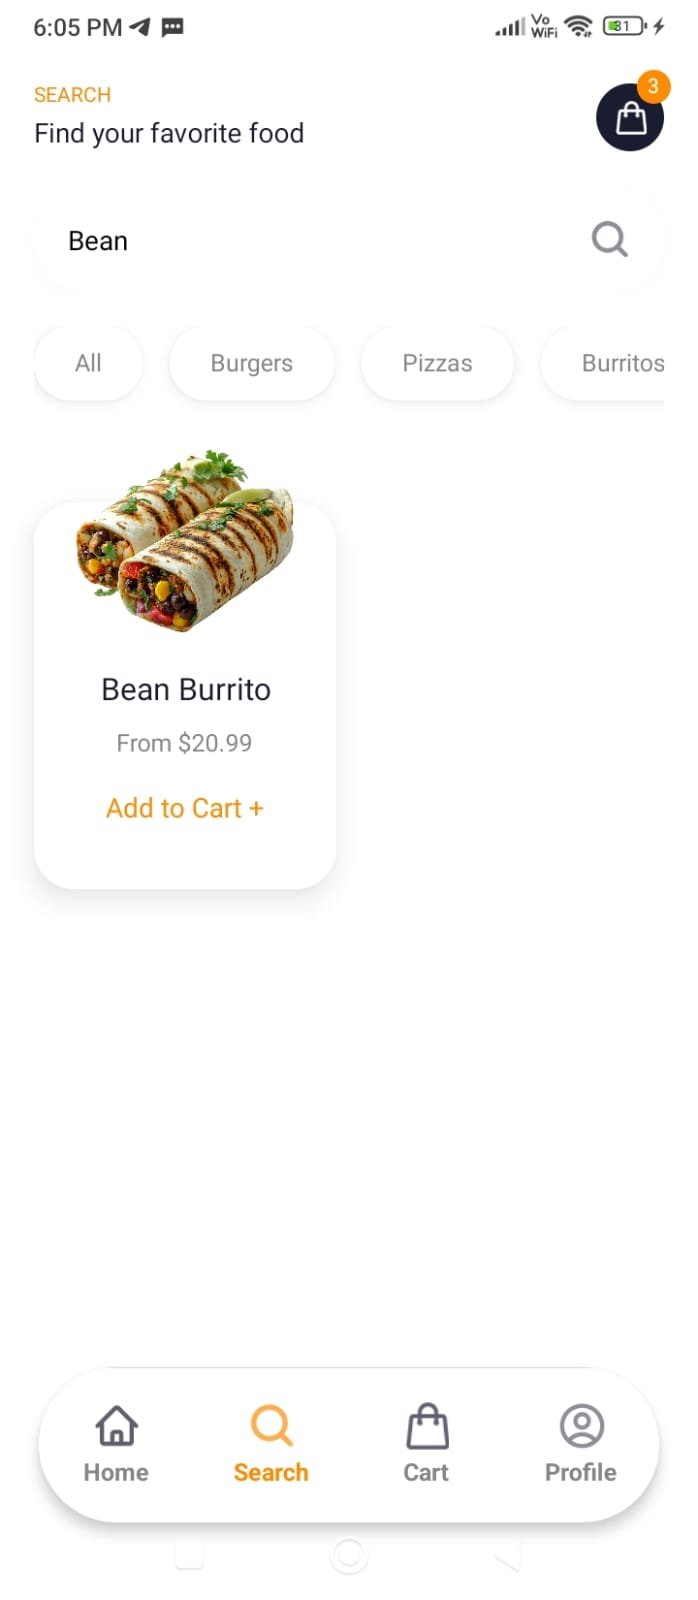 6:05 PM
Vo
WiFi
31
SEARCH
3
Find your favorite food
Bean
All
Burgers
Pizzas
Burritos
Bean Burrito
From $20.99
Add to Cart +
Home
Search
Cart
Profile